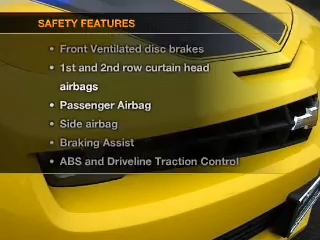 SAFETY FEATURES
• Front Ventilated disc brakes
• 1st and 2nd row curtain head
airbags
• Passenger Airbag
• Side airbag
• Braking Assist
• ABS and Driveline Traction Control